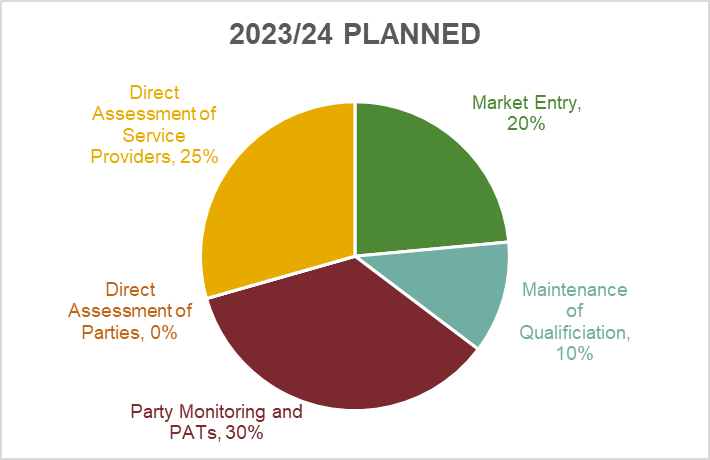 2023/24 PLANNED
Direct
Assessment of
Service
Providers, 25%
Market Entry,
20%
Direct
Assessment of
Parties, 0%
Maintenance
of
Qualificiation,
10%
Party Monitoring and
PATs, 30%